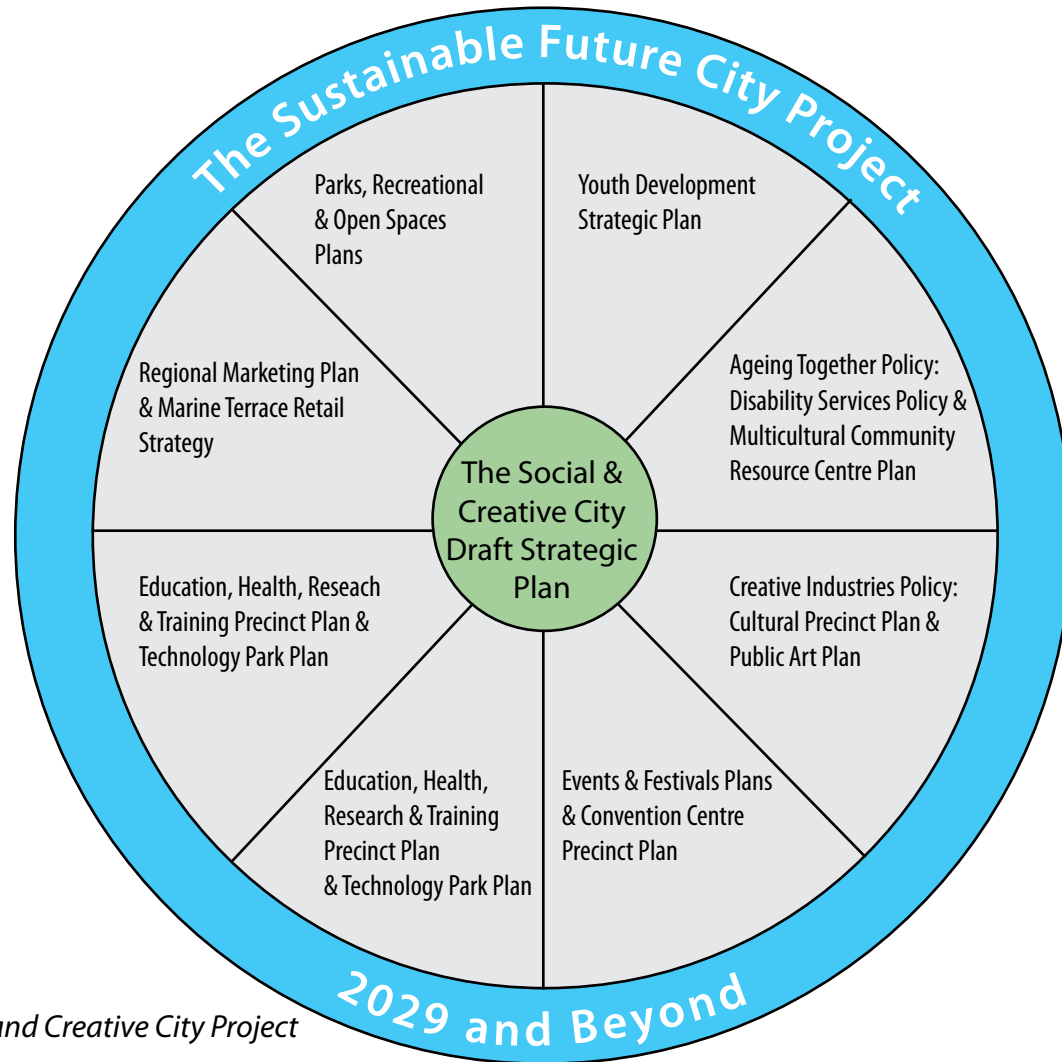 The Sustainable Future City Project
Parks, Recreational
& Open Spaces
Plans
Youth Development
Strategic Plan
Regional Marketing Plan
& Marine Terrace Retail
Strategy
Ageing Together Policy:
Disability Services Policy &
Multicultural Community
Resource Centre Plan
The Social &
Creative City
Draft Strategic
Plan
Education, Health, Reseach
& Training Precinct Plan &
Technology Park Plan
Creative Industries Policy:
Cultural Precinct Plan &
Public Art Plan
Education, Health,
Research & Training
Precinct Plan
& Technology Park Plan
Events & Festivals Plans
& Convention Centre
Precinct Plan
2029 and Beyond
and Creative City Project